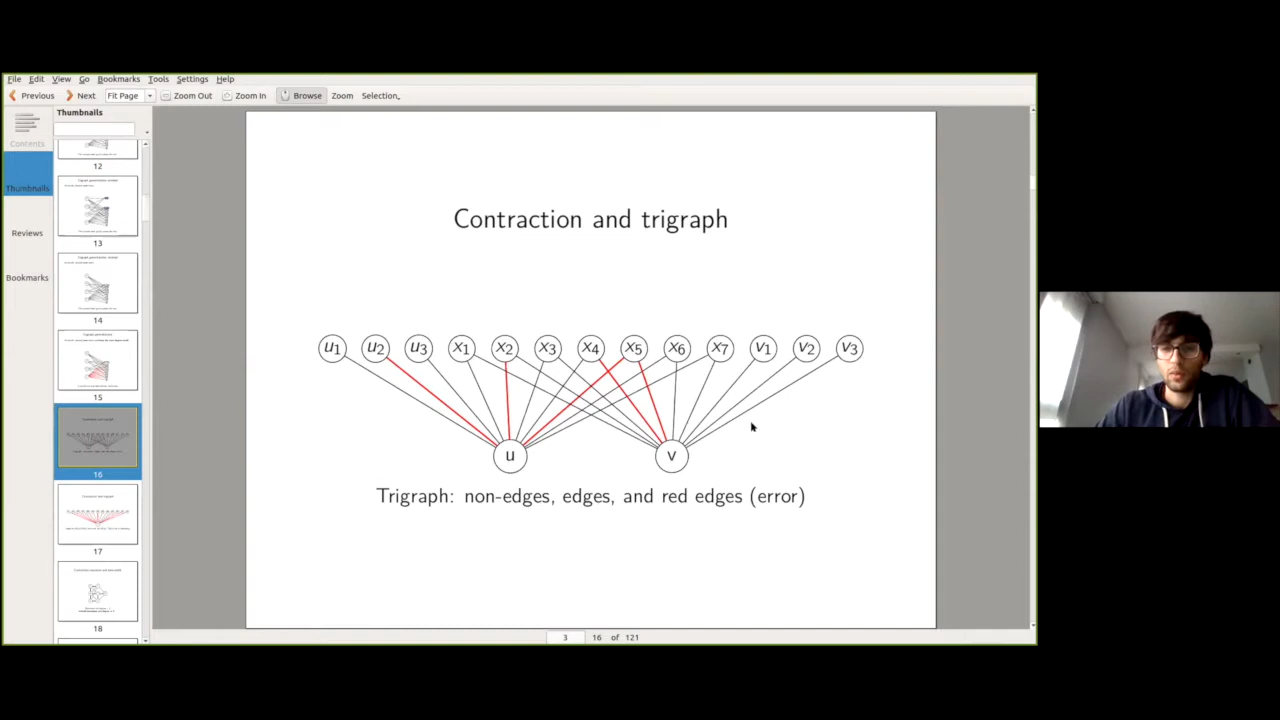 File Edit View Go Bookmarks Tools Settings Help
Previous Next Fit Page Zoom Out Zoom In Browse Zoom Selection
Thumbnails
Contents
Thumbnails
Reviews
Bookmarks
12
13
14
15
16
17
18
Contraction and trigraph
u1 u2 u3 x1 x2 x3 x4 x5 x6 x7 v1 v2 v3
u v
Trigraph: non-edges, edges, and red edges (error)
3 16 of 121